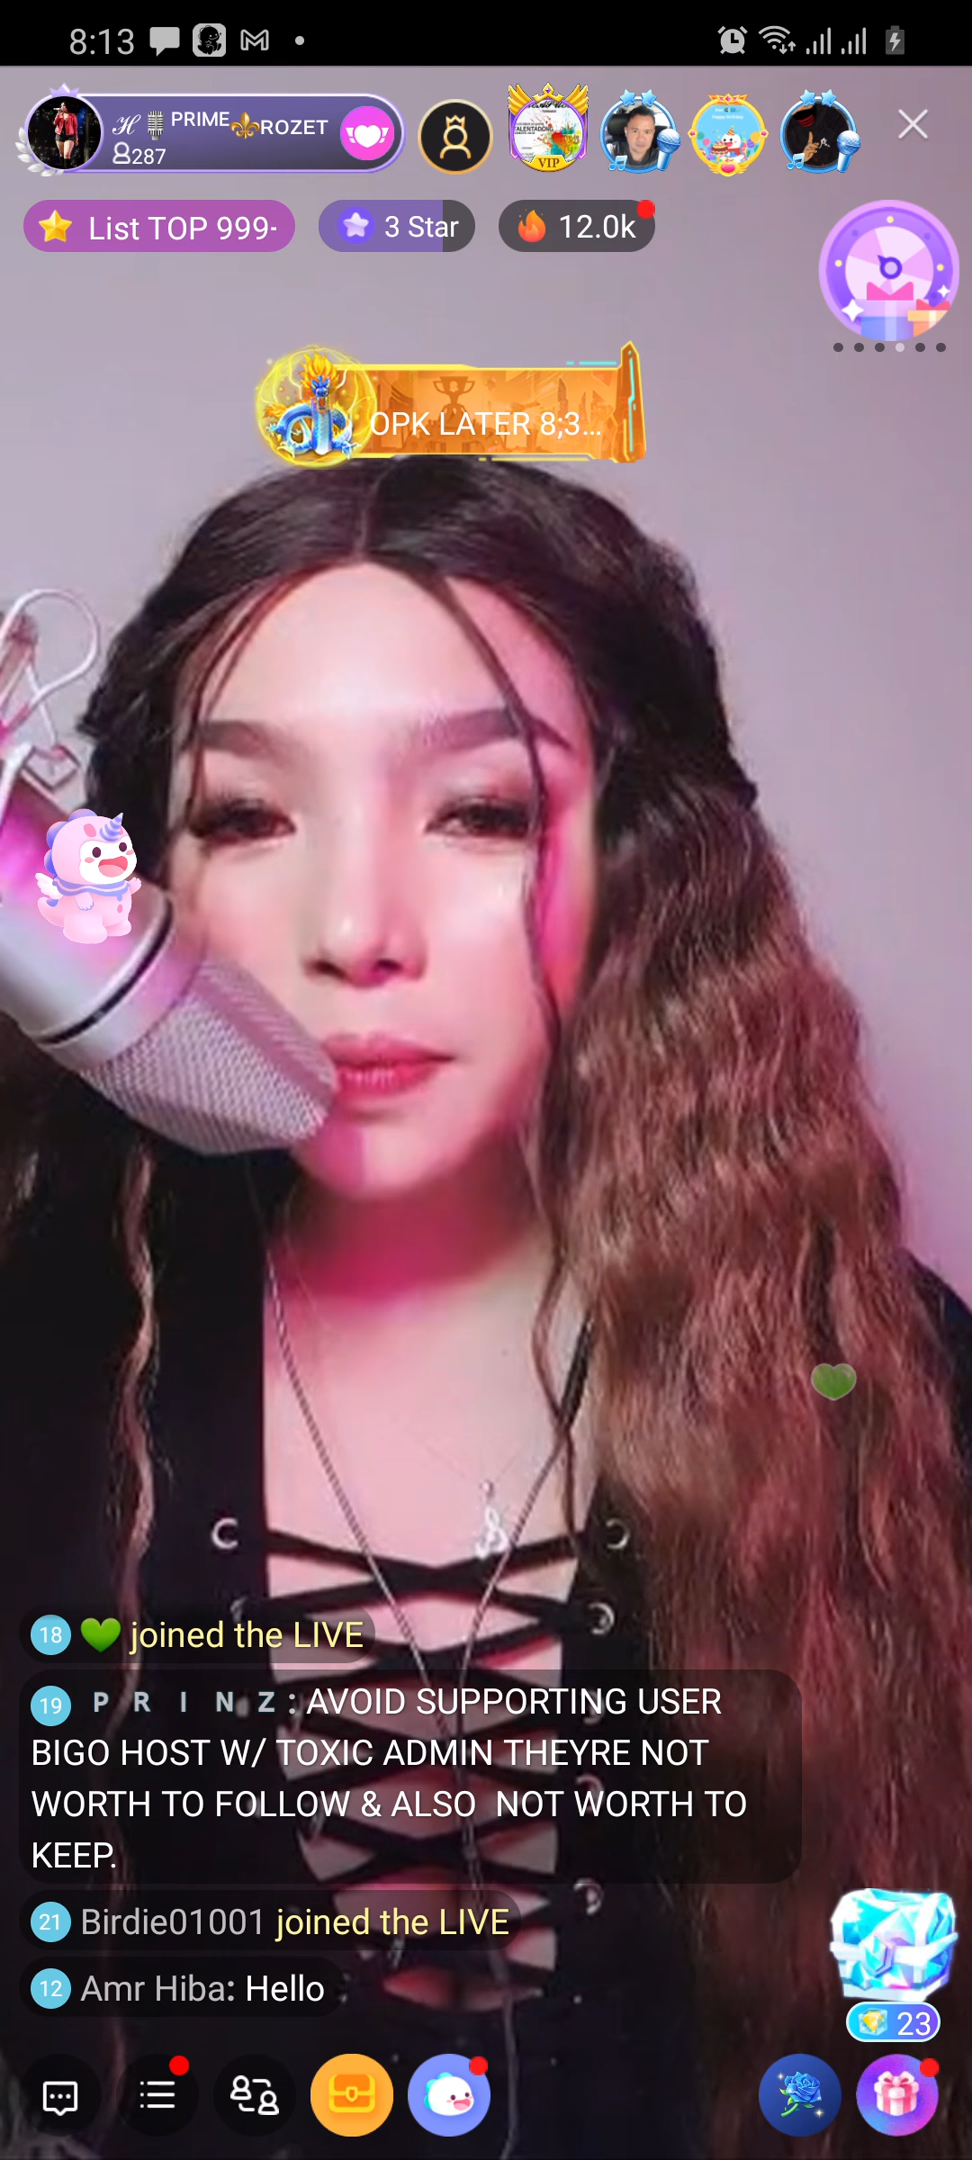 8:13
ℋ🎙️PRIME⚜️ROZET
287
VIP
List TOP 999-
3 Star
12.0k
OPK LATER 8;3...
18 💚 joined the LIVE
19 P R I N Z : AVOID SUPPORTING USER
BIGO HOST W/ TOXIC ADMIN THEYRE NOT
WORTH TO FOLLOW & ALSO  NOT WORTH TO
KEEP.
21 Birdie01001 joined the LIVE
12 Amr Hiba: Hello
23